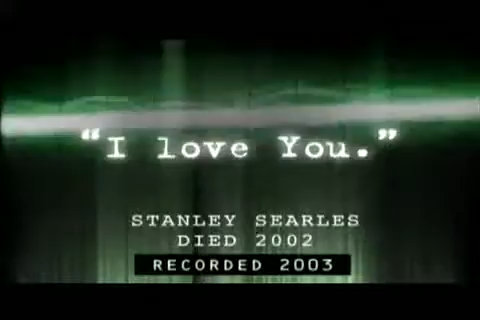 “I love You.”
STANLEY SEARLES
DIED 2002
RECORDED 2003